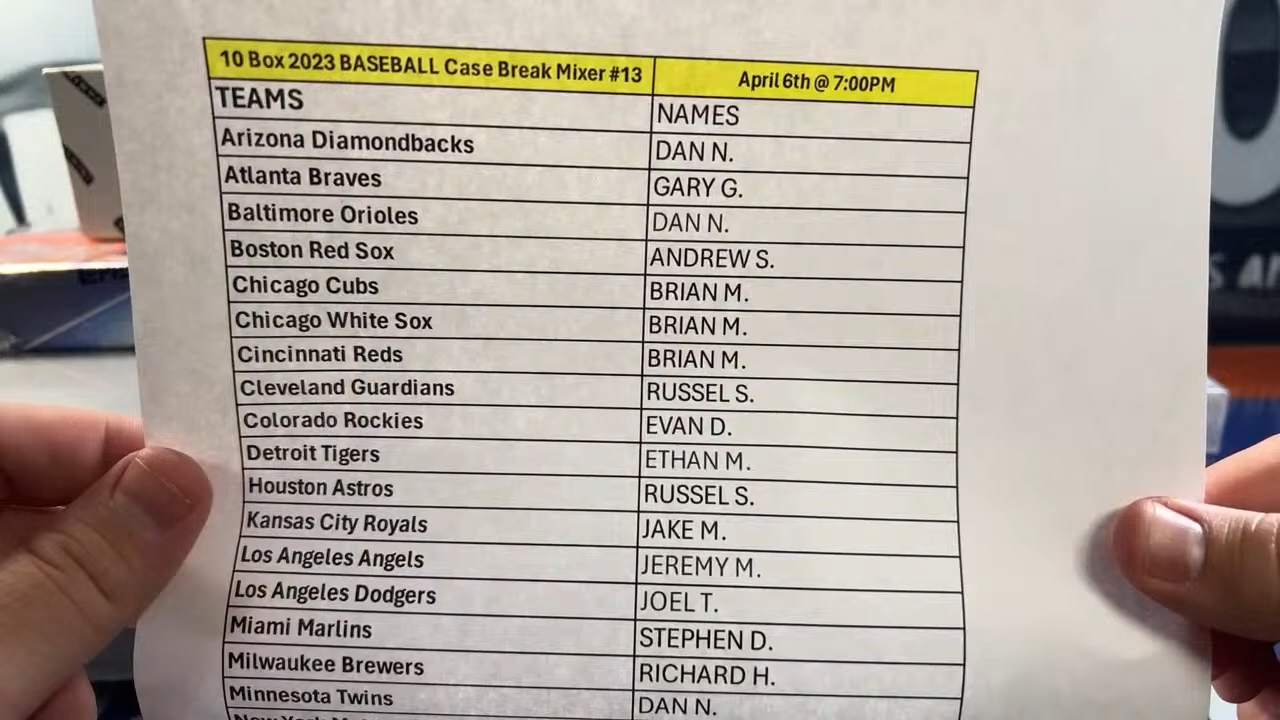 10 Box 2023 BASEBALL Case Break Mixer #13 April 6th @ 7:00PM
TEAMS NAMES
Arizona Diamondbacks DAN N.
Atlanta Braves GARY G.
Baltimore Orioles DAN N.
Boston Red Sox ANDREW S.
Chicago Cubs BRIAN M.
Chicago White Sox BRIAN M.
Cincinnati Reds BRIAN M.
Cleveland Guardians RUSSEL S.
Colorado Rockies EVAN D.
Detroit Tigers ETHAN M.
Houston Astros RUSSEL S.
Kansas City Royals JAKE M.
Los Angeles Angels JEREMY M.
Los Angeles Dodgers JOEL T.
Miami Marlins STEPHEN D.
Milwaukee Brewers RICHARD H.
Minnesota Twins DAN N.